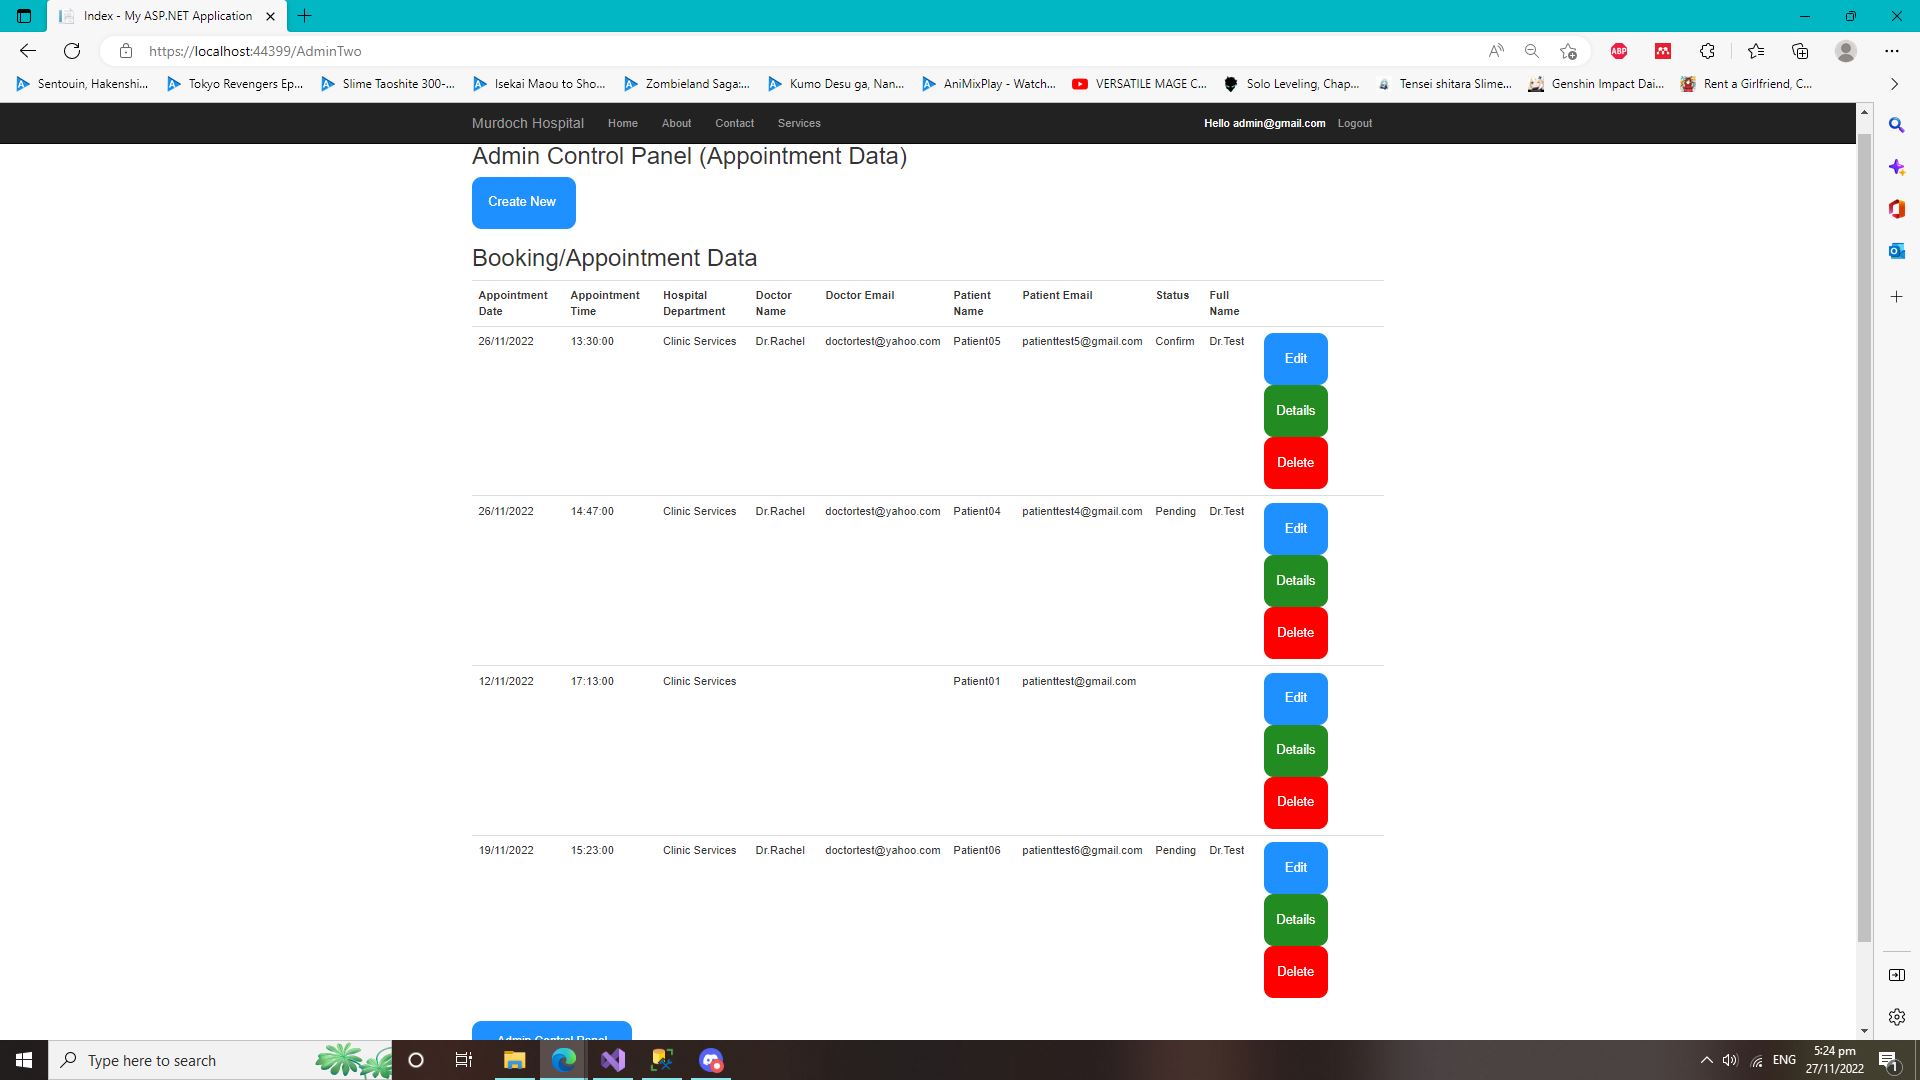 Index - My ASP.NET Application
https://localhost:44399/AdminTwo
ABP
Sentouin, Hakenshi...
Tokyo Revengers Ep...
Slime Taoshite 300-...
Isekai Maou to Sho...
Zombieland Saga:...
Kumo Desu ga, Nan...
AniMixPlay - Watch...
VERSATILE MAGE C...
Solo Leveling, Chap...
Tensei shitara Slime...
Genshin Impact Dai...
Rent a Girlfriend, C...
Murdoch Hospital Home About Contact Services Hello admin@gmail.com Logout
Admin Control Panel (Appointment Data)
Create New
Booking/Appointment Data
Appointment Date Appointment Time Hospital Department Doctor Name Doctor Email Patient Name Patient Email Status Full Name
26/11/2022 13:30:00 Clinic Services Dr.Rachel doctortest@yahoo.com Patient05 patienttest5@gmail.com Confirm Dr.Test
Edit
Details
Delete
26/11/2022 14:47:00 Clinic Services Dr.Rachel doctortest@yahoo.com Patient04 patienttest4@gmail.com Pending Dr.Test
Edit
Details
Delete
12/11/2022 17:13:00 Clinic Services Patient01 patienttest@gmail.com
Edit
Details
Delete
19/11/2022 15:23:00 Clinic Services Dr.Rachel doctortest@yahoo.com Patient06 patienttest6@gmail.com Pending Dr.Test
Edit
Details
Delete
Admin Control Panel
Type here to search
ENG
5:24 pm
27/11/2022
1